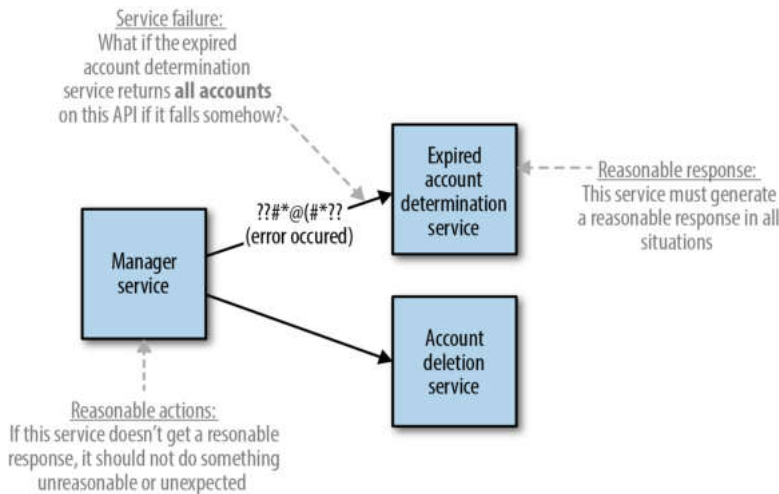 Service failure:
What if the expired
account determination
service returns all accounts
on this API if it falls somehow?
Expired
account
determination
service
Reasonable response:
This service must generate
a reasonable response in all
situations
??#*@(#*??
(error occured)
Manager
service
Account
deletion
service
Reasonable actions:
If this service doesn't get a resonable
response, it should not do something
unreasonable or unexpected